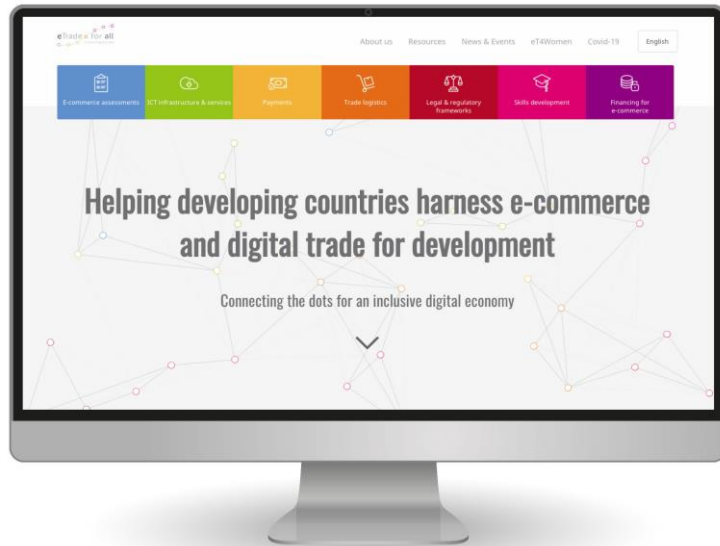 eTrade for all
About us Resources News & Events eT4Women Covid-19 English
E-commerce assessments ICT infrastructure & services Payments Trade logistics Legal & regulatory frameworks Skills development Financing for e-commerce
Helping developing countries harness e-commerce
and digital trade for development
Connecting the dots for an inclusive digital economy